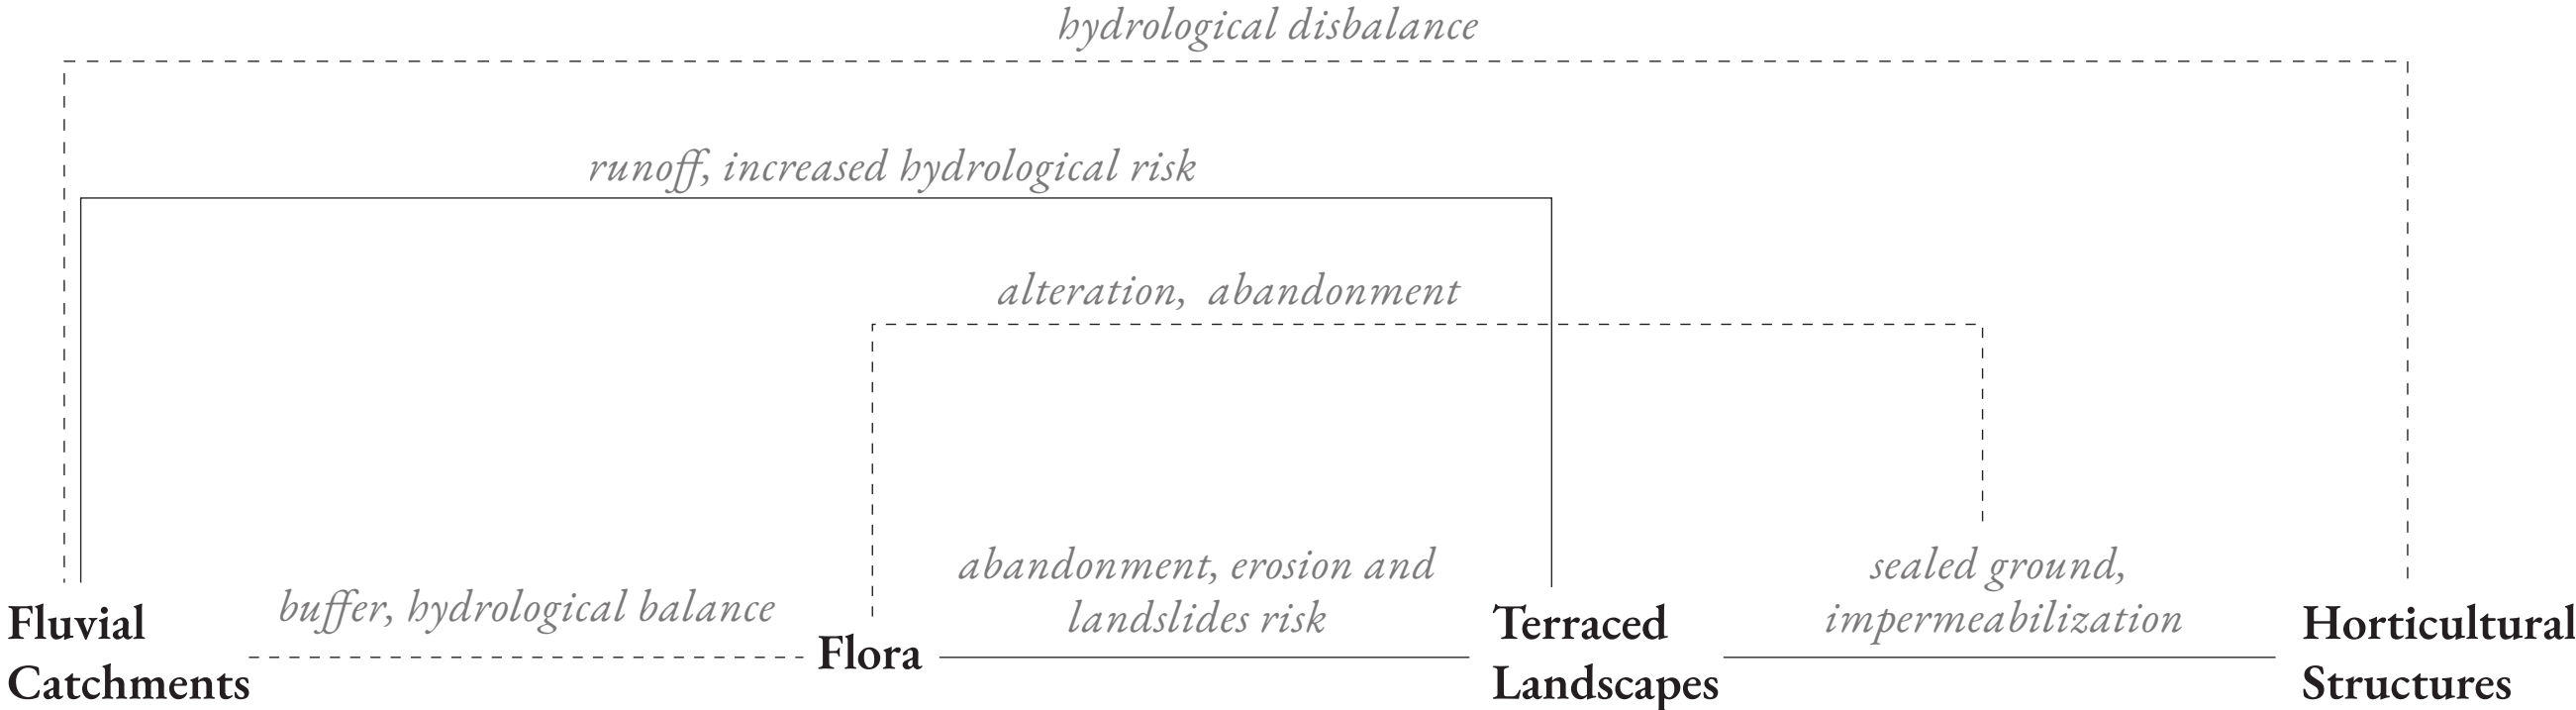 hydrological disbalance
runoff, increased hydrological risk
alteration, abandonment
buffer, hydrological balance
abandonment, erosion and
landslides risk
sealed ground,
impermeabilization
Fluvial
Catchments
Flora
Terraced
Landscapes
Horticultural
Structures